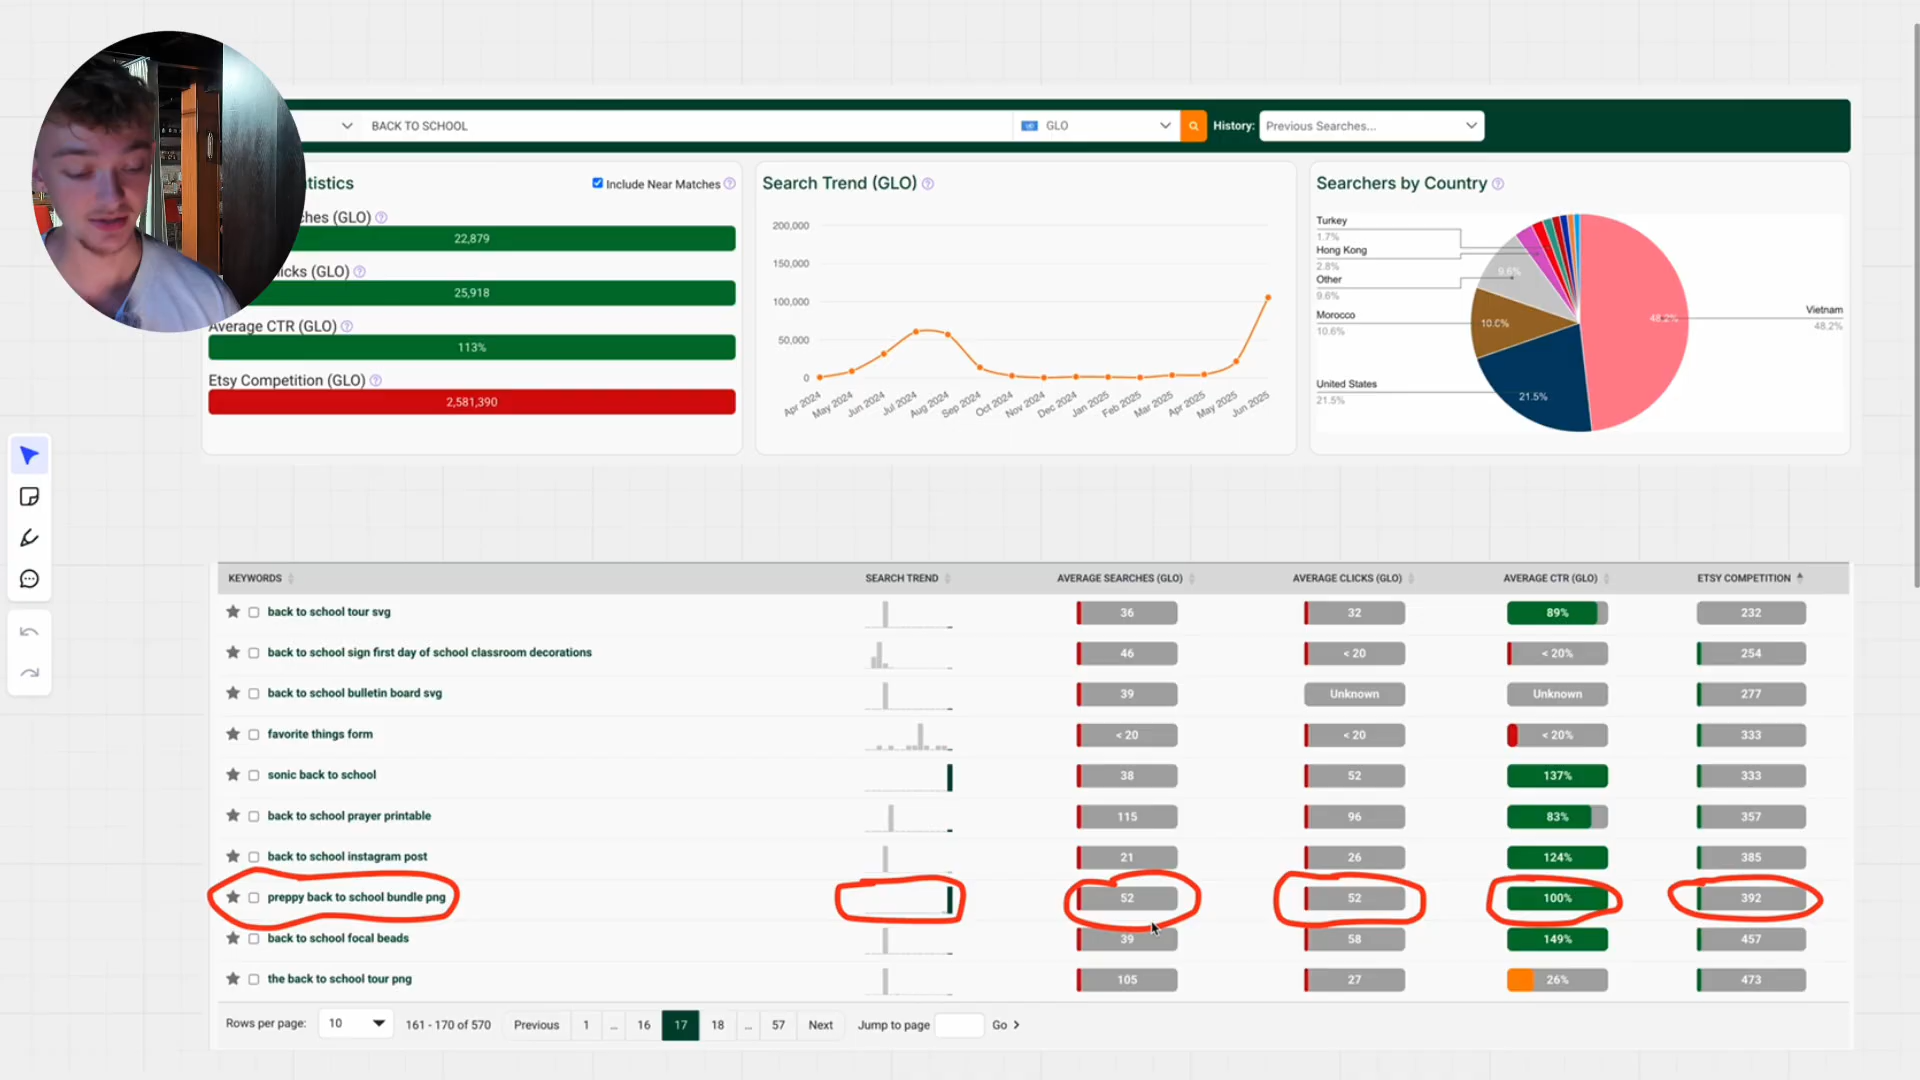 BACK TO SCHOOL
GLO
History:
Previous Searches...
tistics
Include Near Matches
ches (GLO)
22,879
licks (GLO)
25,918
Average CTR (GLO)
113%
Etsy Competition (GLO)
2,581,390
Search Trend (GLO)
200,000
150,000
100,000
50,000
0
Apr 2024
May 2024
Jun 2024
Jul 2024
Aug 2024
Sep 2024
Oct 2024
Nov 2024
Dec 2024
Jan 2025
Feb 2025
Mar 2025
Apr 2025
May 2025
Jun 2025
Searchers by Country
Turkey
1.7%
Hong Kong
2.8%
Other
9.6%
Morocco
10.6%
United States
21.5%
Vietnam
48.2%
9.6%
48.2%
21.5%
KEYWORDS SEARCH TREND AVERAGE SEARCHES (GLO) AVERAGE CLICKS (GLO) AVERAGE CTR (GLO) ETSY COMPETITION
back to school tour svg 36 32 89% 232
back to school sign first day of school classroom decorations 46 < 20 < 20% 254
back to school bulletin board svg 39 Unknown Unknown 277
favorite things form < 20 < 20 < 20% 333
sonic back to school 38 52 137% 333
back to school prayer printable 115 96 83% 357
back to school instagram post 21 26 124% 385
preppy back to school bundle png 52 52 100% 392
back to school focal beads 39 58 149% 457
the back to school tour png 105 27 26% 473
Rows per page: 10 161 - 170 of 570 Previous 1 ... 16 17 18 ... 57 Next Jump to page Go >